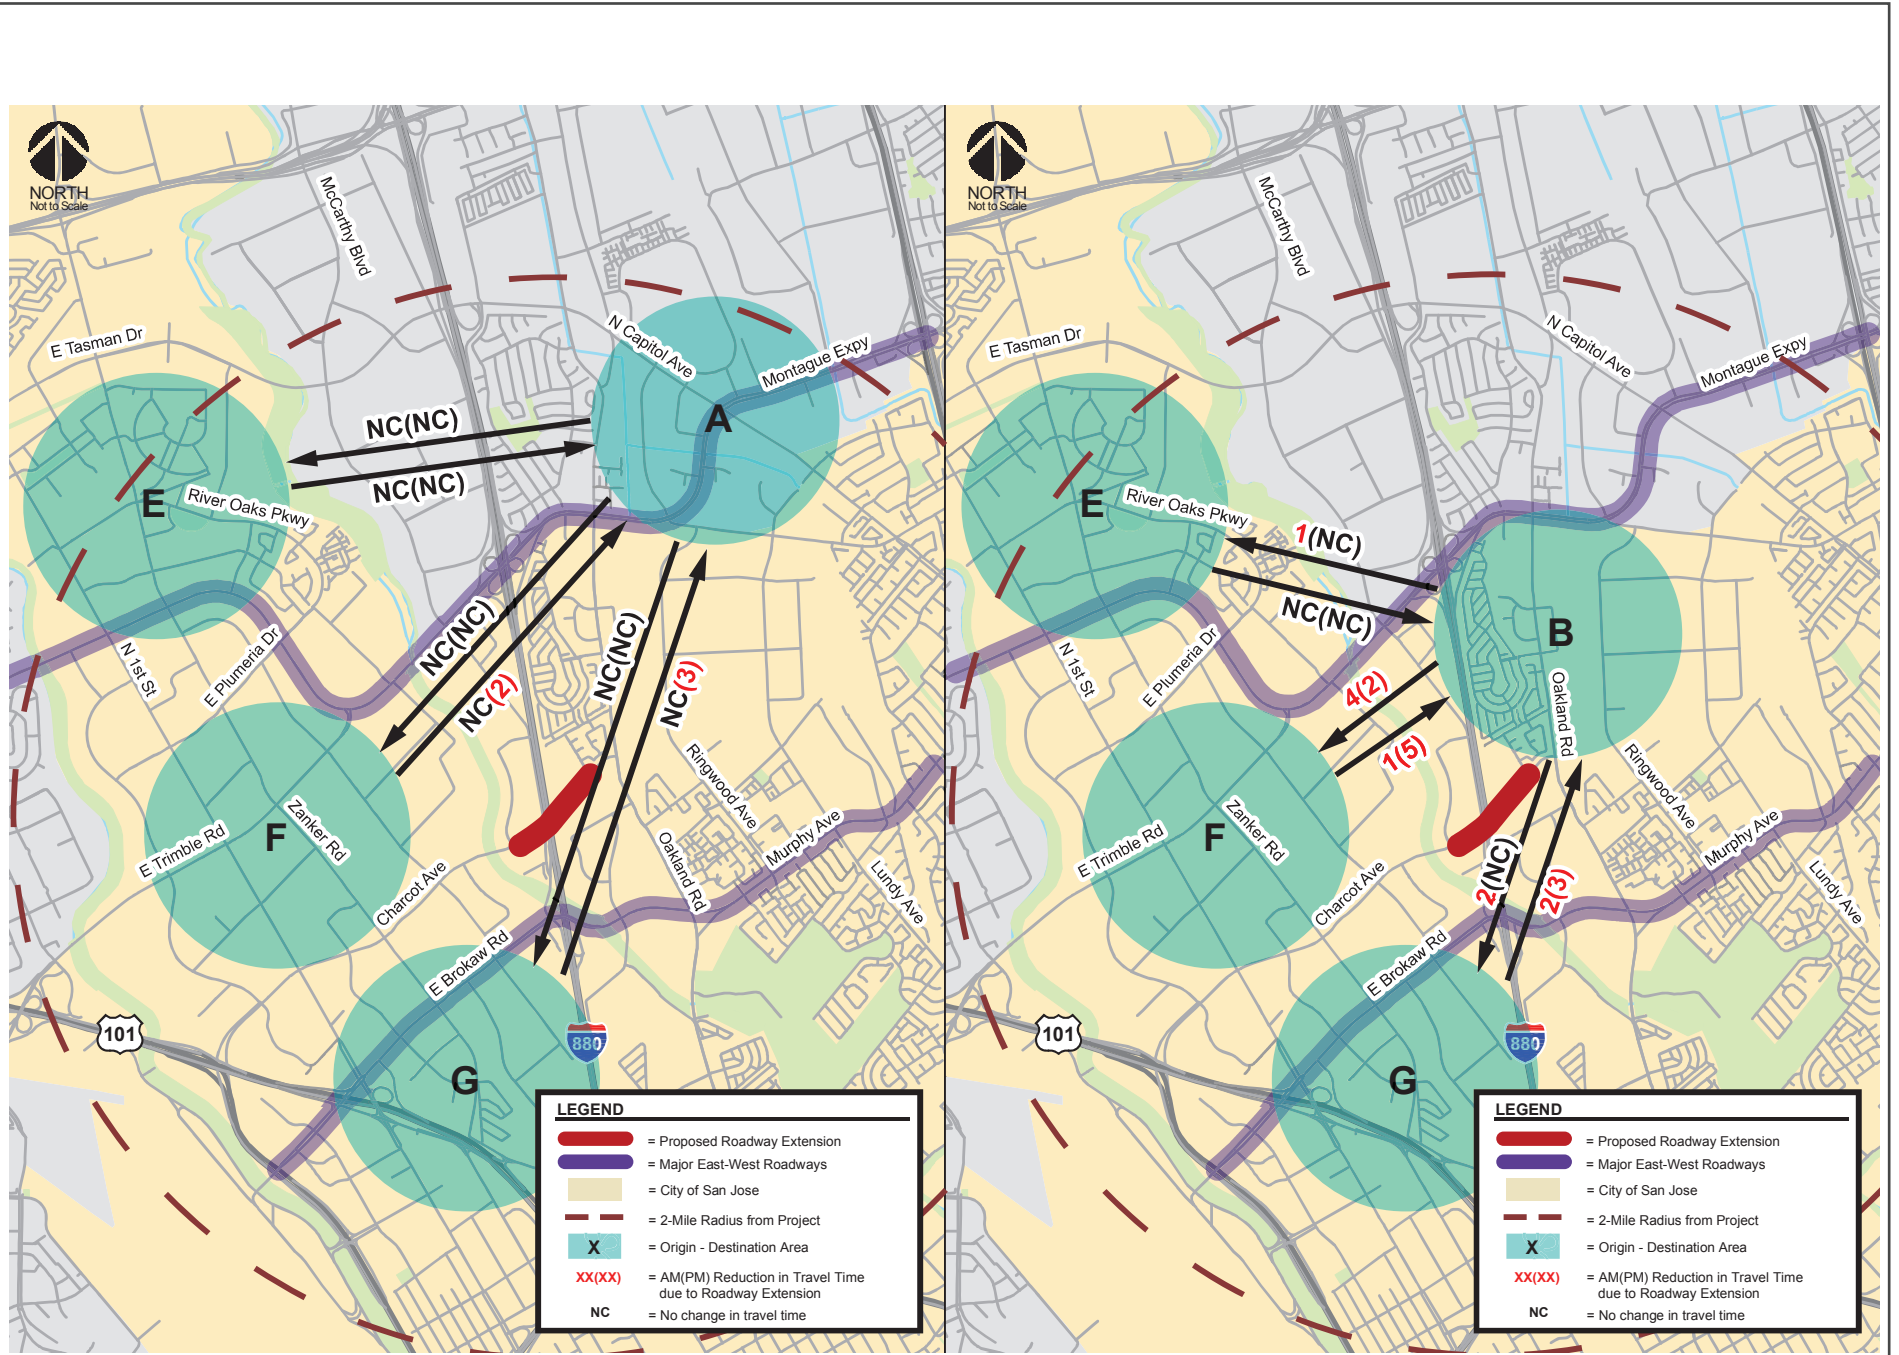 NORTH
Not to Scale
McCarthy Blvd
E Tasman Dr
N Capitol Ave
Montague Expy
NC(NC)
NC(NC)
A
E
River Oaks Pkwy
N 1st St
E Plumeria Dr
NC(NC)
NC(2)
NC(NC)
NC(3)
F
E Trimble Rd
Zanker Rd
Charcot Ave
Ringwood Ave
Oakland Rd
Murphy Ave
Lundy Ave
E Brokaw Rd
101
880
G
LEGEND
= Proposed Roadway Extension
= Major East-West Roadways
= City of San Jose
= 2-Mile Radius from Project
X = Origin - Destination Area
XX(XX) = AM(PM) Reduction in Travel Time
due to Roadway Extension
NC = No change in travel time
NORTH
Not to Scale
McCarthy Blvd
E Tasman Dr
N Capitol Ave
Montague Expy
E
River Oaks Pkwy
1(NC)
NC(NC)
B
N 1st St
E Plumeria Dr
4(2)
1(5)
Oakland Rd
Ringwood Ave
F
E Trimble Rd
Zanker Rd
Charcot Ave
2(NC)
2(3)
Murphy Ave
Lundy Ave
E Brokaw Rd
101
880
G
LEGEND
= Proposed Roadway Extension
= Major East-West Roadways
= City of San Jose
= 2-Mile Radius from Project
X = Origin - Destination Area
XX(XX) = AM(PM) Reduction in Travel Time
due to Roadway Extension
NC = No change in travel time